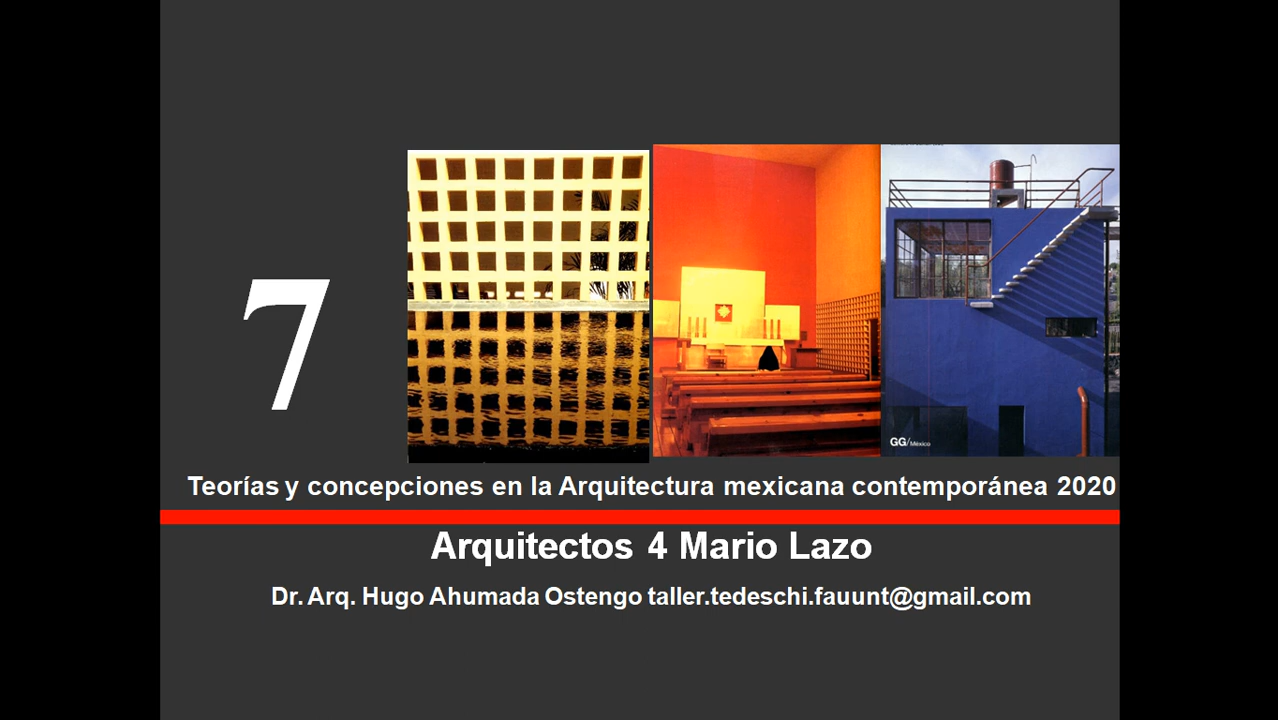 7
GG/México
Teorías y concepciones en la Arquitectura mexicana contemporánea 2020
Arquitectos 4 Mario Lazo
Dr. Arq. Hugo Ahumada Ostengo taller.tedeschi.fauunt@gmail.com